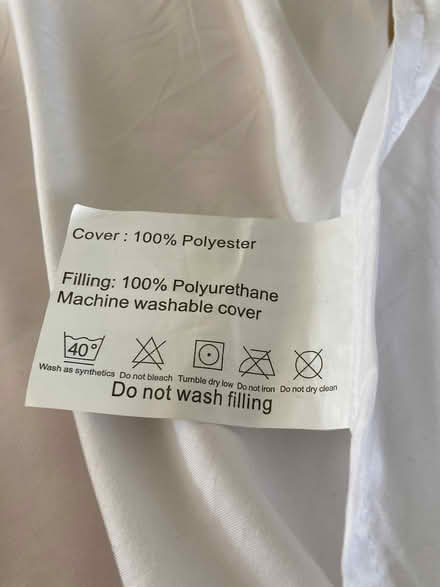 Cover : 100% Polyester
Filling: 100% Polyurethane
Machine washable cover
40°
Wash as synthetics Do not bleach Tumble dry low Do not iron Do not dry clean
Do not wash filling